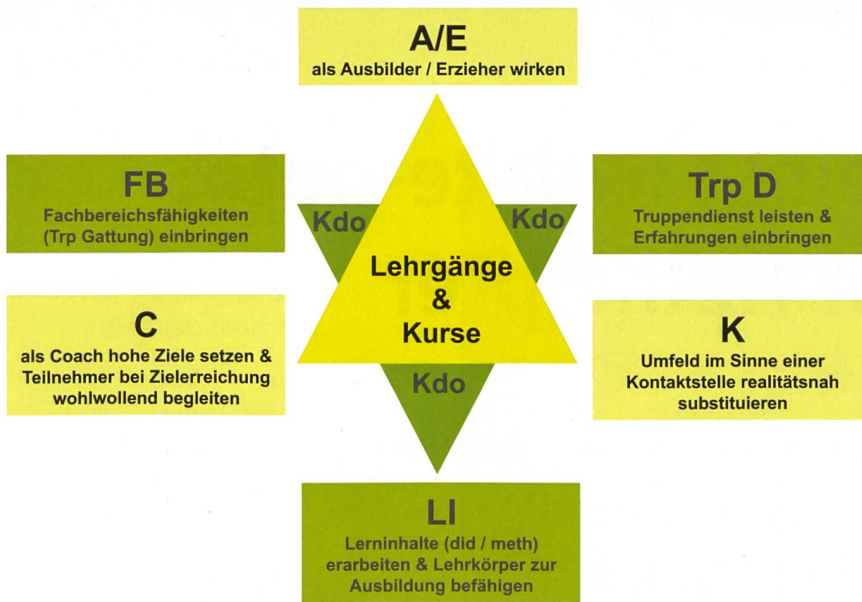 A/E
als Ausbilder / Erzieher wirken
FB
Fachbereichsfähigkeiten
(Trp Gattung) einbringen
Kdo
Kdo
Trp D
Truppendienst leisten &
Erfahrungen einbringen
Lehrgänge
&
Kurse
C
als Coach hohe Ziele setzen &
Teilnehmer bei Zielerreichung
wohlwollend begleiten
K
Umfeld im Sinne einer
Kontaktstelle realitätsnah
substituieren
Kdo
LI
Lerninhalte (did / meth)
erarbeiten & Lehrkörper zur
Ausbildung befähigen